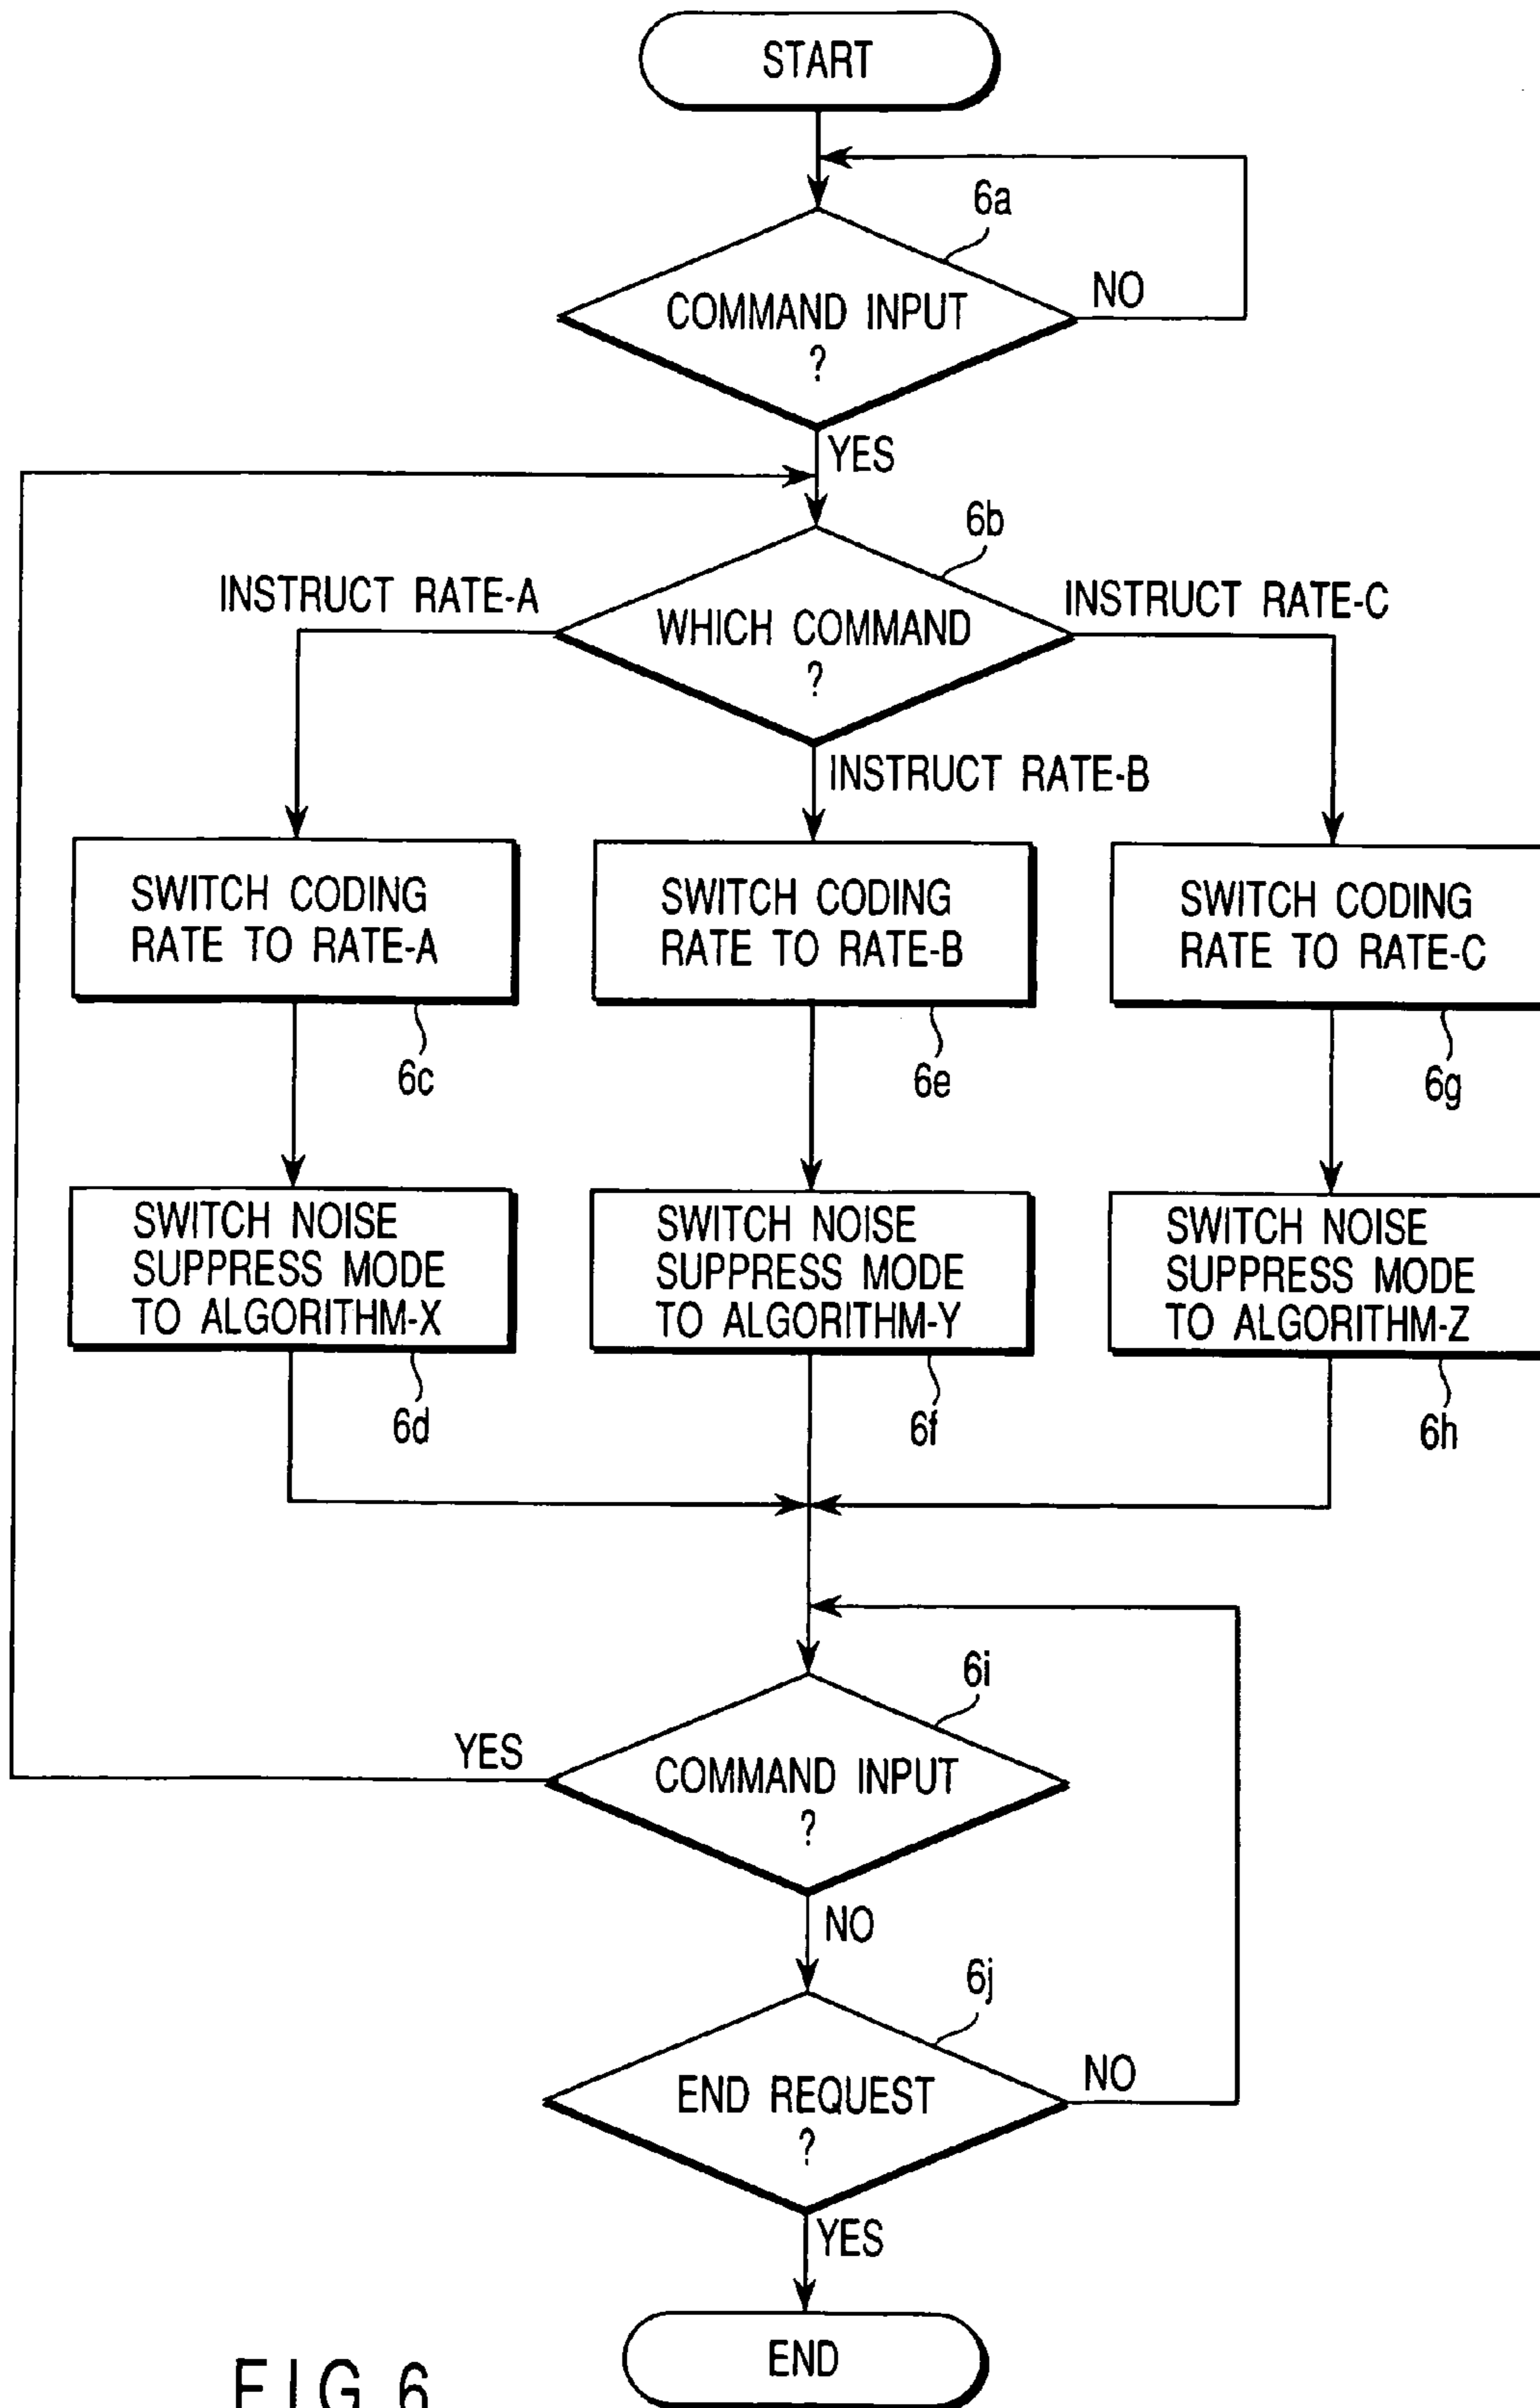 START
6a
COMMAND INPUT
?
NO
YES
6b
INSTRUCT RATE-A
WHICH COMMAND
?
INSTRUCT RATE-C
INSTRUCT RATE-B
SWITCH CODING
RATE TO RATE-A
SWITCH CODING
RATE TO RATE-B
SWITCH CODING
RATE TO RATE-C
6c
6e
6g
SWITCH NOISE
SUPPRESS MODE
TO ALGORITHM-X
SWITCH NOISE
SUPPRESS MODE
TO ALGORITHM-Y
SWITCH NOISE
SUPPRESS MODE
TO ALGORITHM-Z
6d
6f
6h
6i
YES
COMMAND INPUT
?
NO
6j
END REQUEST
?
NO
YES
END
FIG. 6